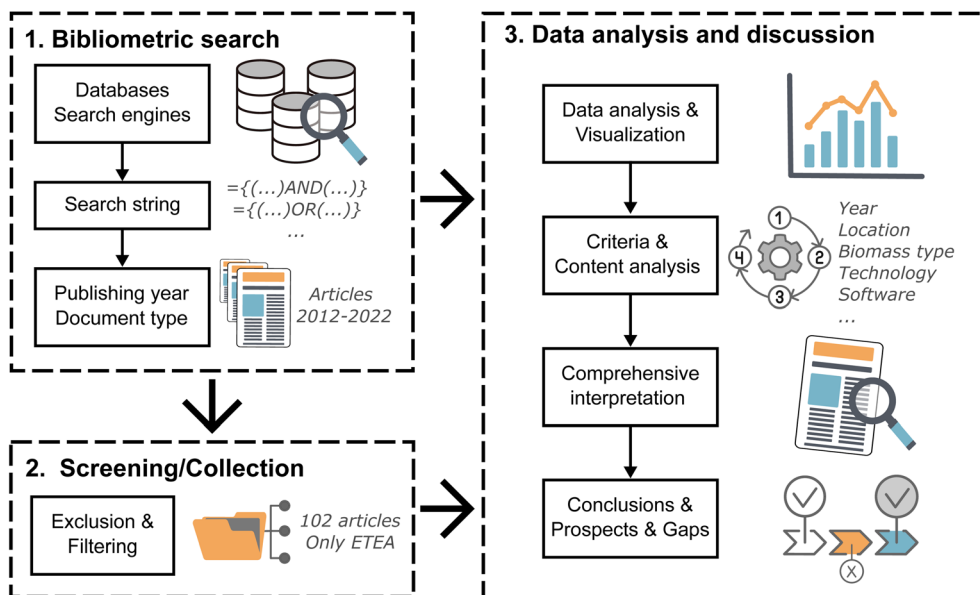 1. Bibliometric search
Databases
Search engines
Search string
={(...)AND(...)}
={(...)OR(...)}
...
Publishing year
Document type
Articles
2012-2022
2. Screening/Collection
Exclusion &
Filtering
102 articles
Only ETEA
3. Data analysis and discussion
Data analysis &
Visualization
Criteria &
Content analysis
1
2
3
4
Year
Location
Biomass type
Technology
Software
...
Comprehensive
interpretation
Conclusions &
Prospects & Gaps
X